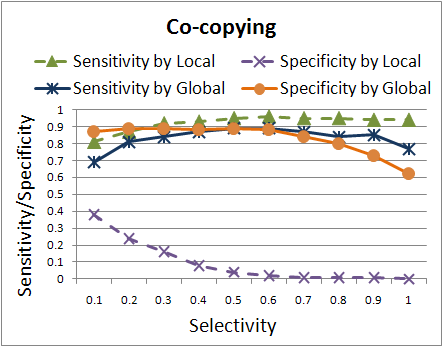 Co-copying
Sensitivity by Local
Specificity by Local
Sensitivity by Global
Specificity by Global
Sensitivity/Specificity
1
0.9
0.8
0.7
0.6
0.5
0.4
0.3
0.2
0.1
0
0.1 0.2 0.3 0.4 0.5 0.6 0.7 0.8 0.9 1
Selectivity